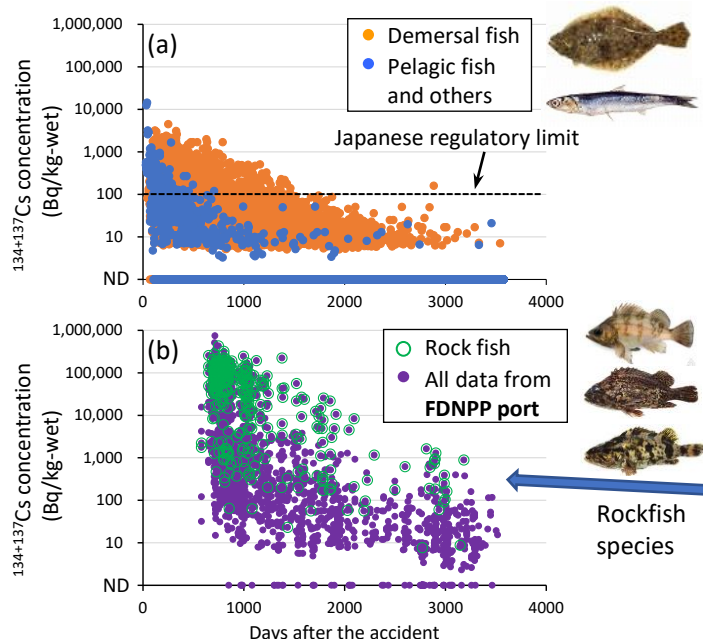 (a)
Demersal fish
Pelagic fish
and others
Japanese regulatory limit
134+137Cs concentration
(Bq/kg-wet)
1,000,000
100,000
10,000
1,000
100
10
ND
0 1000 2000 3000 4000
(b)
Rock fish
All data from
FDNPP port
134+137Cs concentration
(Bq/kg-wet)
1,000,000
100,000
10,000
1,000
100
10
ND
0 1000 2000 3000 4000
Days after the accident
Rockfish
species